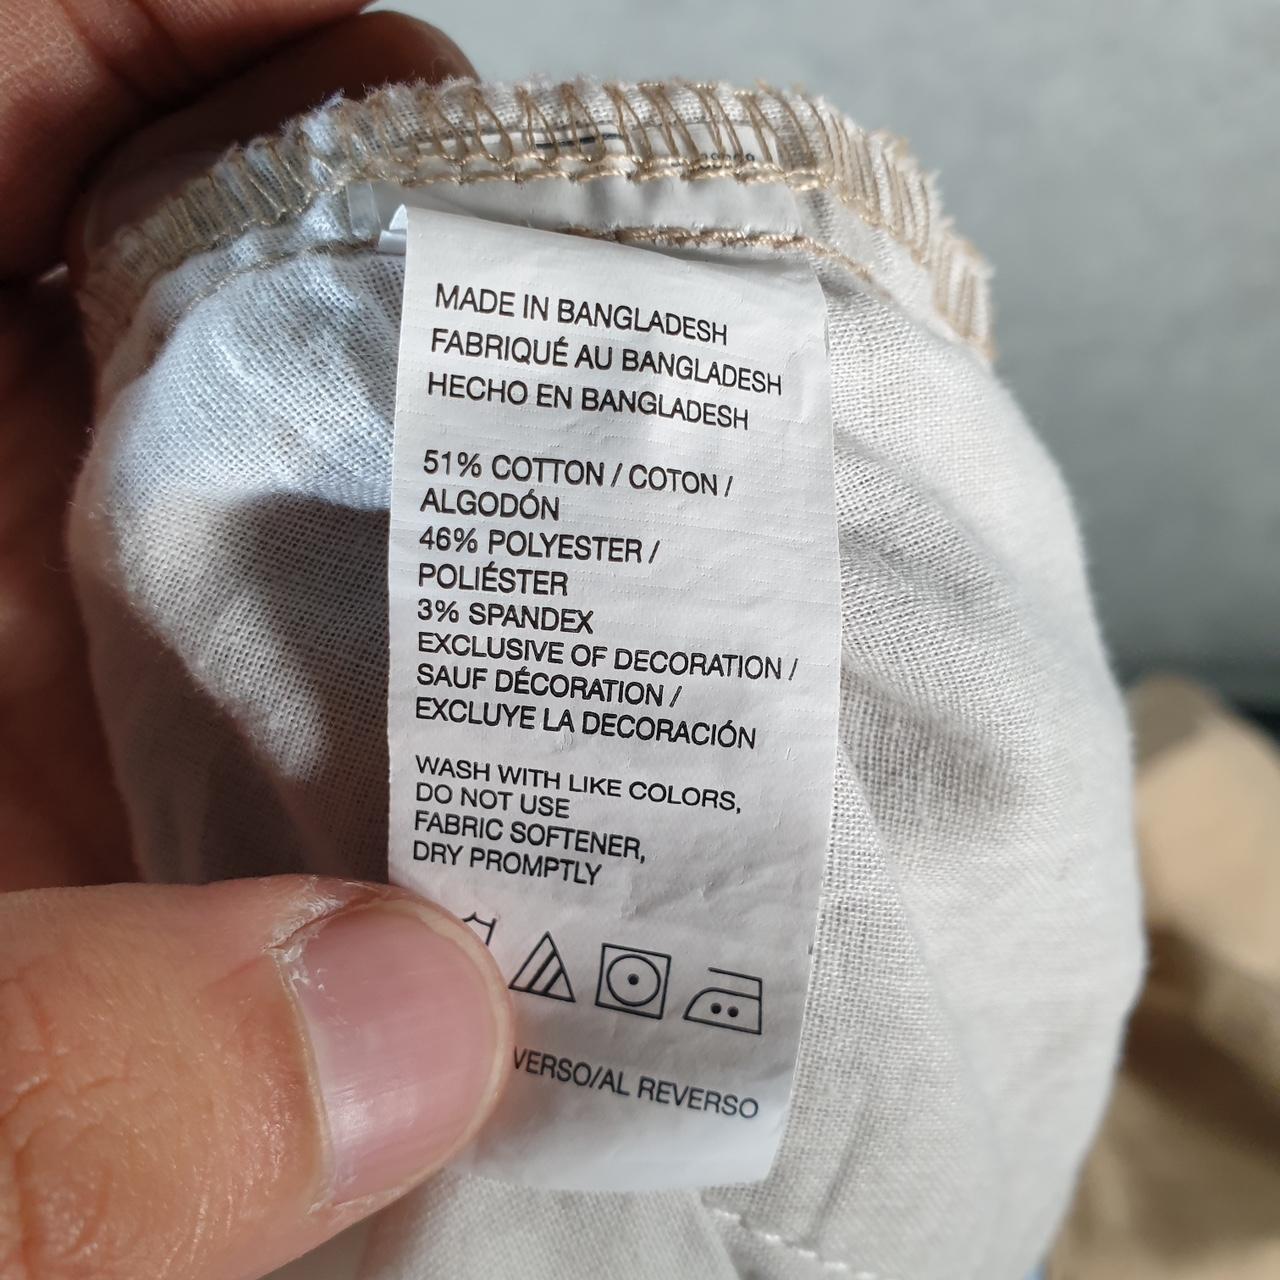 MADE IN BANGLADESH
FABRIQUÉ AU BANGLADESH
HECHO EN BANGLADESH
51% COTTON / COTON /
ALGODÓN
46% POLYESTER /
POLIÉSTER
3% SPANDEX
EXCLUSIVE OF DECORATION /
SAUF DÉCORATION /
EXCLUYE LA DECORACIÓN
WASH WITH LIKE COLORS,
DO NOT USE
FABRIC SOFTENER,
DRY PROMPTLY
VERSO/AL REVERSO